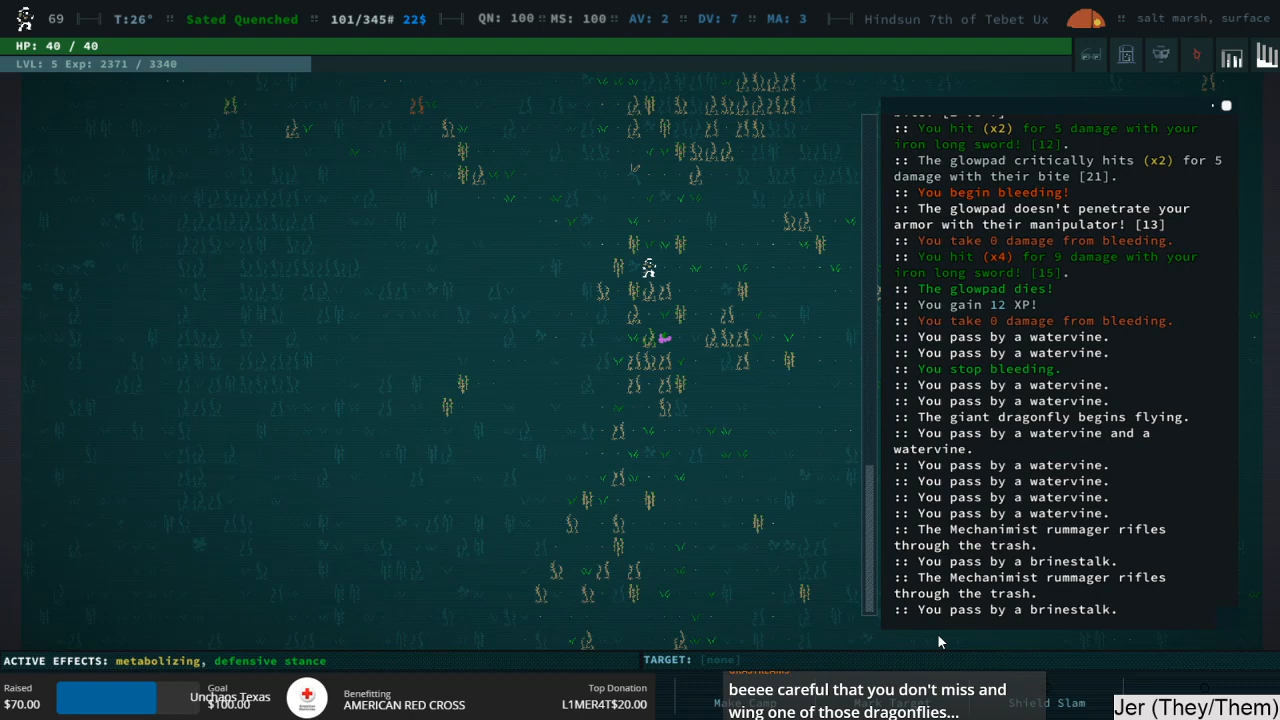 69 T:26° :: Sated Quenched :: 101/345# 22$ QN: 100 :: MS: 100 :: AV: 2 :: DV: 7 :: MA: 3 Hindsun 7th of Tebet Ux :: salt marsh, surface
HP: 40 / 40
LVL: 5 Exp: 2371 / 3340
:: You hit (x2) for 5 damage with your
iron long sword! [12].
:: The glowpad critically hits (x2) for 5
damage with their bite [21].
:: You begin bleeding!
:: The glowpad doesn't penetrate your
armor with their manipulator! [13]
:: You take 0 damage from bleeding.
:: You hit (x4) for 9 damage with your
iron long sword! [15].
:: The glowpad dies!
:: You gain 12 XP!
:: You take 0 damage from bleeding.
:: You pass by a watervine.
:: You pass by a watervine.
:: You stop bleeding.
:: You pass by a watervine.
:: You pass by a watervine.
:: The giant dragonfly begins flying.
:: You pass by a watervine and a
watervine.
:: You pass by a watervine.
:: You pass by a watervine.
:: You pass by a watervine.
:: You pass by a watervine.
:: The Mechanimist rummager rifles
through the trash.
:: You pass by a brinestalk.
:: The Mechanimist rummager rifles
through the trash.
:: You pass by a brinestalk.
ACTIVE EFFECTS: metabolizing, defensive stance
TARGET: [none]
Raised
$70.00
Goal
Unchaos Texas
Benefitting
AMERICAN RED CROSS
Top Donation
L1MER4T$20.00
beeee careful that you don't miss and
wing one of those dragonflies...
Make Camp
Mark Target
Shield Slam
Jer (They/Them)